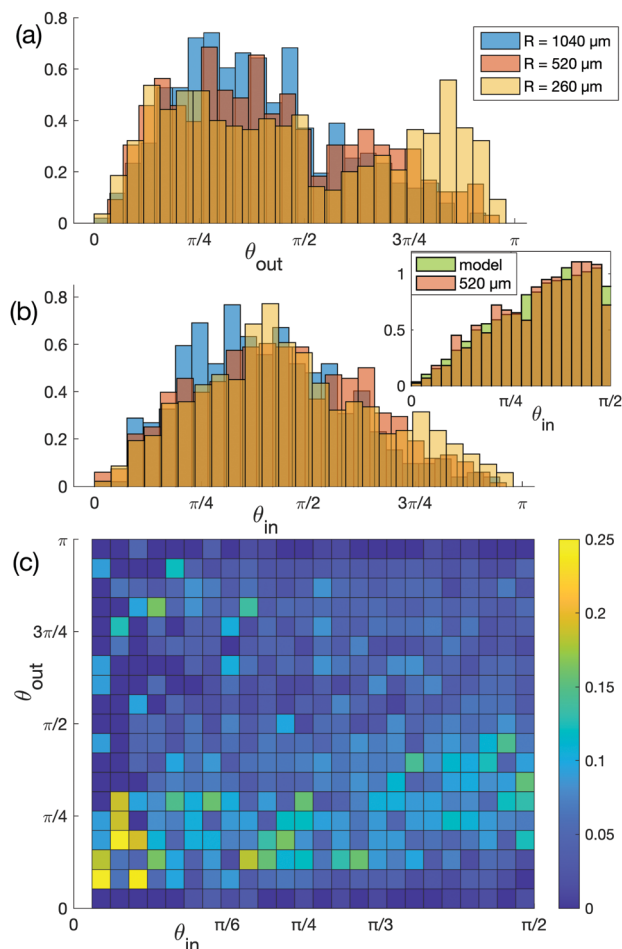 (a)
0.8
0.6
0.4
0.2
0
R = 1040 µm
R = 520 µm
R = 260 µm
0 π/4 π/2 3π/4 π
θout
(b)
0.8
0.6
0.4
0.2
0
model
520 µm
1
0.5
0
0 π/4 π/2
θin
0 π/4 π/2 3π/4 π
θin
(c)
π
3π/4
π/2
π/4
0
θout
0 π/6 π/4 π/3 π/2
θin
0.25
0.2
0.15
0.1
0.05
0